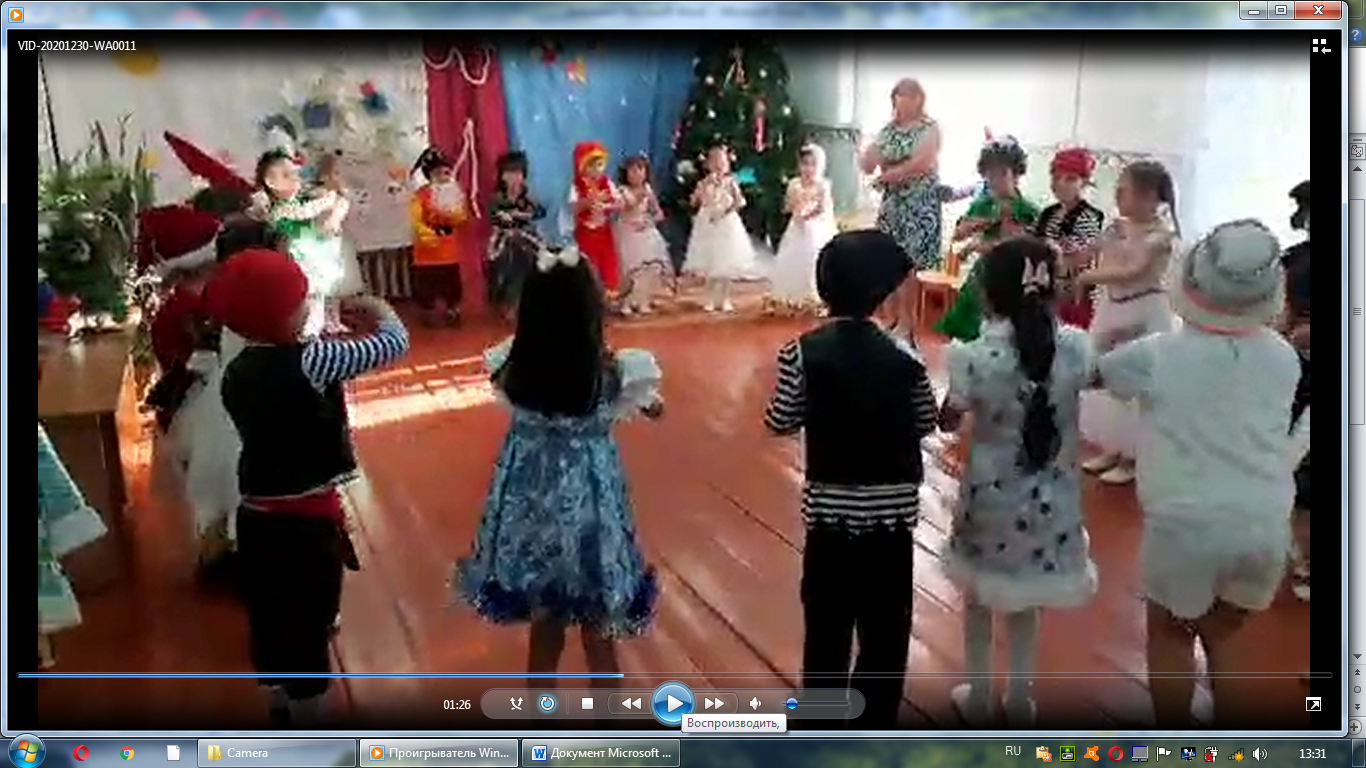 VID-20201230-WA0011
01:26
Воспроизводить,
Camera
Проигрыватель Win...
Документ Microsoft ...
RU
13:31